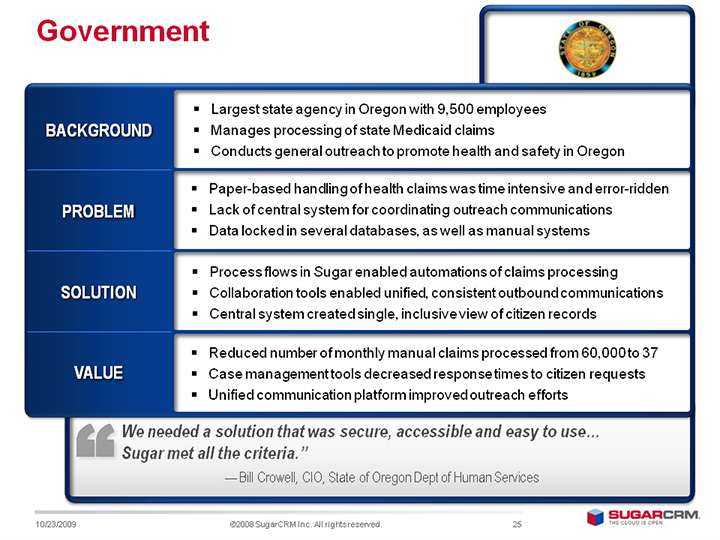 Government
STATE OF OREGON
1859
BACKGROUND
▪ Largest state agency in Oregon with 9,500 employees
▪ Manages processing of state Medicaid claims
▪ Conducts general outreach to promote health and safety in Oregon
PROBLEM
▪ Paper-based handling of health claims was time intensive and error-ridden
▪ Lack of central system for coordinating outreach communications
▪ Data locked in several databases, as well as manual systems
SOLUTION
▪ Process flows in Sugar enabled automations of claims processing
▪ Collaboration tools enabled unified, consistent outbound communications
▪ Central system created single, inclusive view of citizen records
VALUE
▪ Reduced number of monthly manual claims processed from 60,000 to 37
▪ Case management tools decreased response times to citizen requests
▪ Unified communication platform improved outreach efforts
“ We needed a solution that was secure, accessible and easy to use...
Sugar met all the criteria.”
— Bill Crowell, CIO, State of Oregon Dept of Human Services
10/23/2009
©2008 SugarCRM Inc. All rights reserved.
25
SUGARCRM.
THE CLOUD IS OPEN